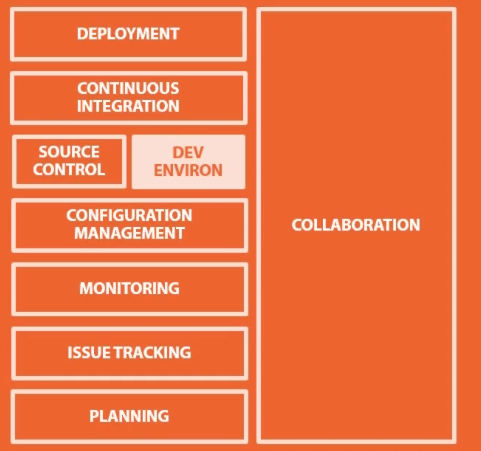 DEPLOYMENT
CONTINUOUS
INTEGRATION
SOURCE
CONTROL
DEV
ENVIRON
CONFIGURATION
MANAGEMENT
MONITORING
ISSUE TRACKING
PLANNING
COLLABORATION